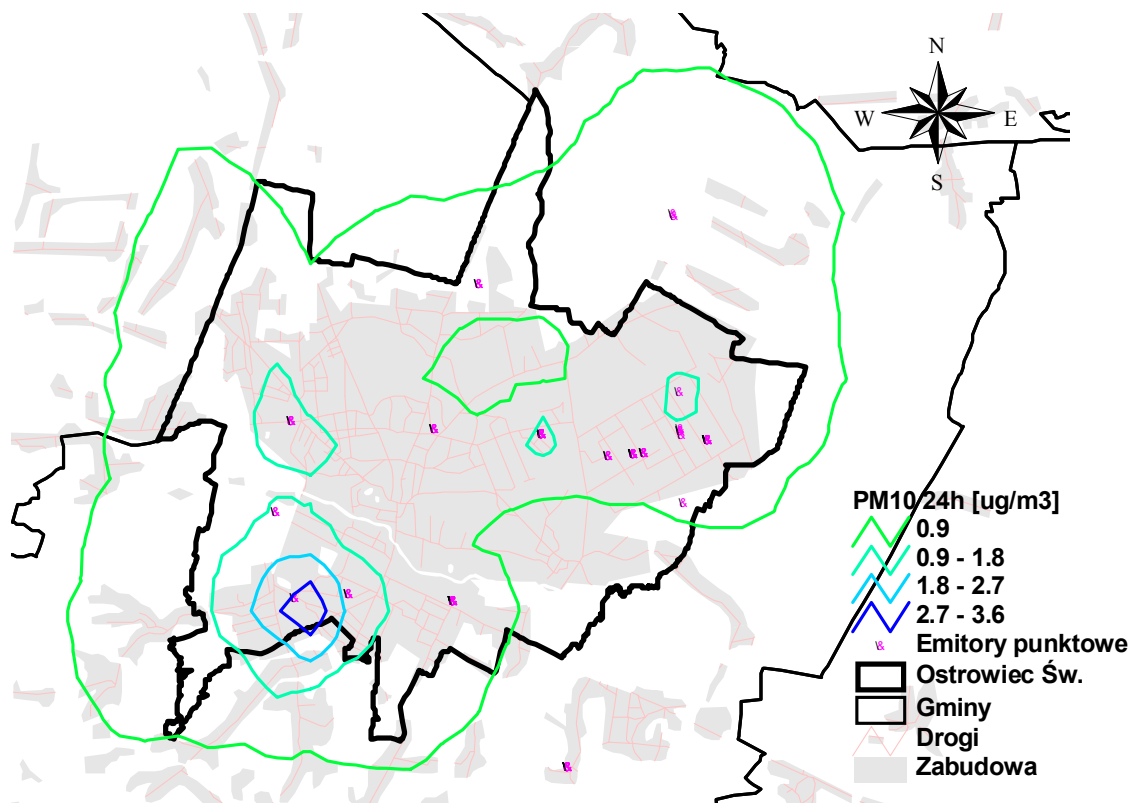 N
W E
S
PM10 24h [ug/m3]
0.9
0.9 - 1.8
1.8 - 2.7
2.7 - 3.6
Emitory punktowe
Ostrowiec Św.
Gminy
Drogi
Zabudowa